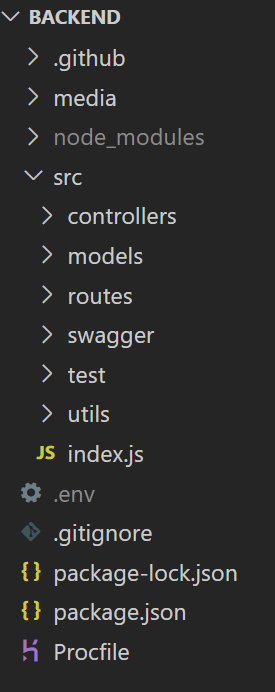 BACKEND
.github
media
node_modules
src
controllers
models
routes
swagger
test
utils
JS index.js
.env
.gitignore
{} package-lock.json
{} package.json
Procfile